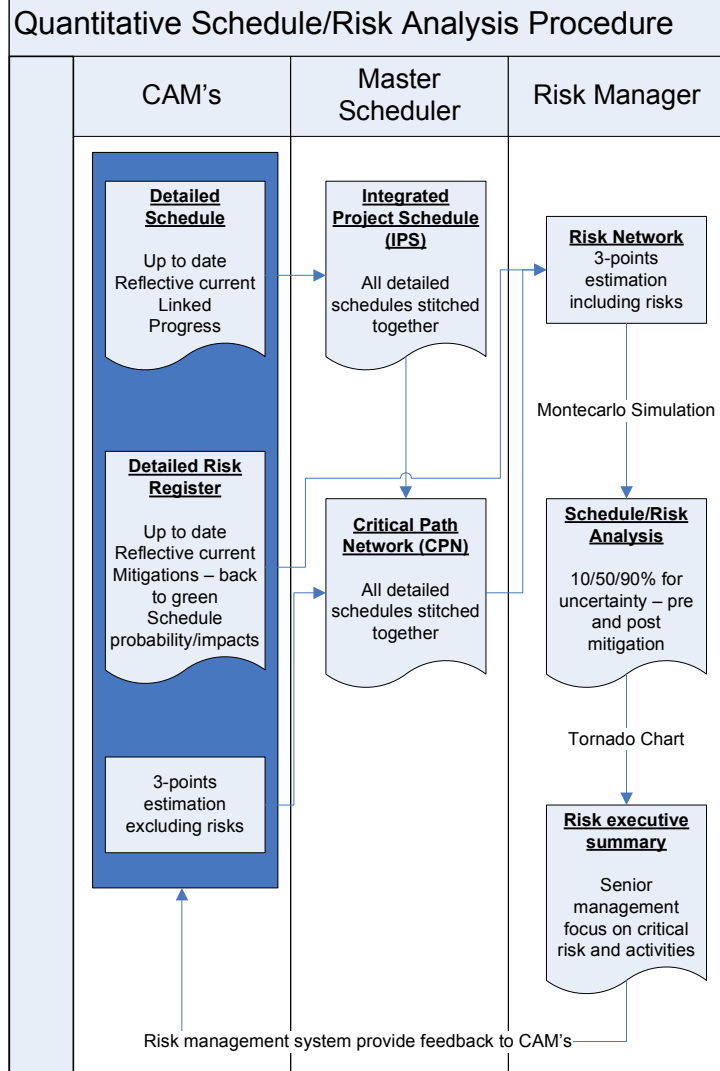 Quantitative Schedule/Risk Analysis Procedure
CAM's
Master
Scheduler
Risk Manager
Detailed
Schedule
Up to date
Reflective current
Linked
Progress
Integrated
Project Schedule
(IPS)
All detailed
schedules stitched
together
Risk Network
3-points
estimation
including risks
Montecarlo Simulation
Detailed Risk
Register
Up to date
Reflective current
Mitigations – back
to green
Schedule
probability/impacts
Critical Path
Network (CPN)
All detailed
schedules stitched
together
Schedule/Risk
Analysis
10/50/90% for
uncertainty – pre
and post
mitigation
Tornado Chart
3-points
estimation
excluding risks
Risk executive
summary
Senior
management
focus on critical
risk and activities
Risk management system provide feedback to CAM's